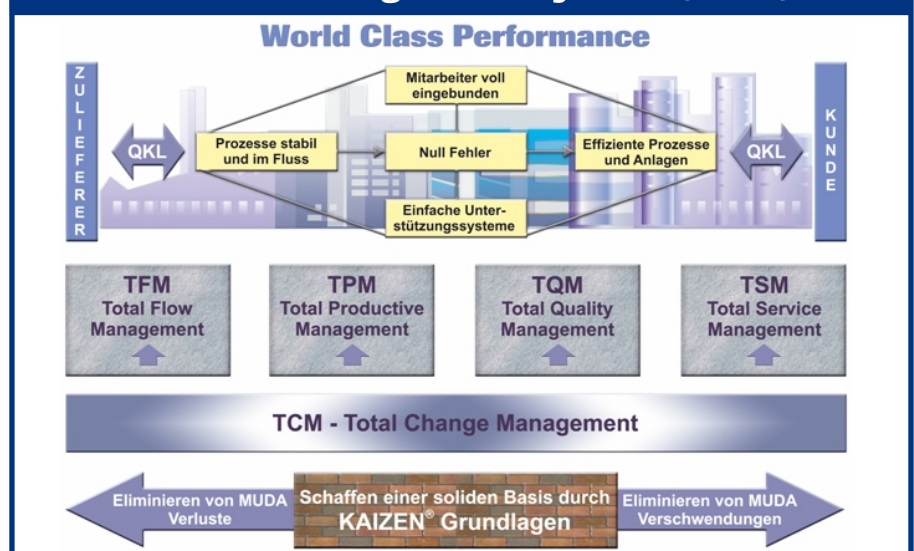 World Class Performance
ZULIEFERER
KUNDE
Mitarbeiter voll
eingebunden
QKL
Prozesse stabil
und im Fluss
Null Fehler
Effiziente Prozesse
und Anlagen
QKL
Einfache Unter-
stützungssysteme
TFM
Total Flow
Management
TPM
Total Productive
Management
TQM
Total Quality
Management
TSM
Total Service
Management
TCM - Total Change Management
Eliminieren von MUDA
Verluste
Schaffen einer soliden Basis durch
KAIZEN® Grundlagen
Eliminieren von MUDA
Verschwendungen